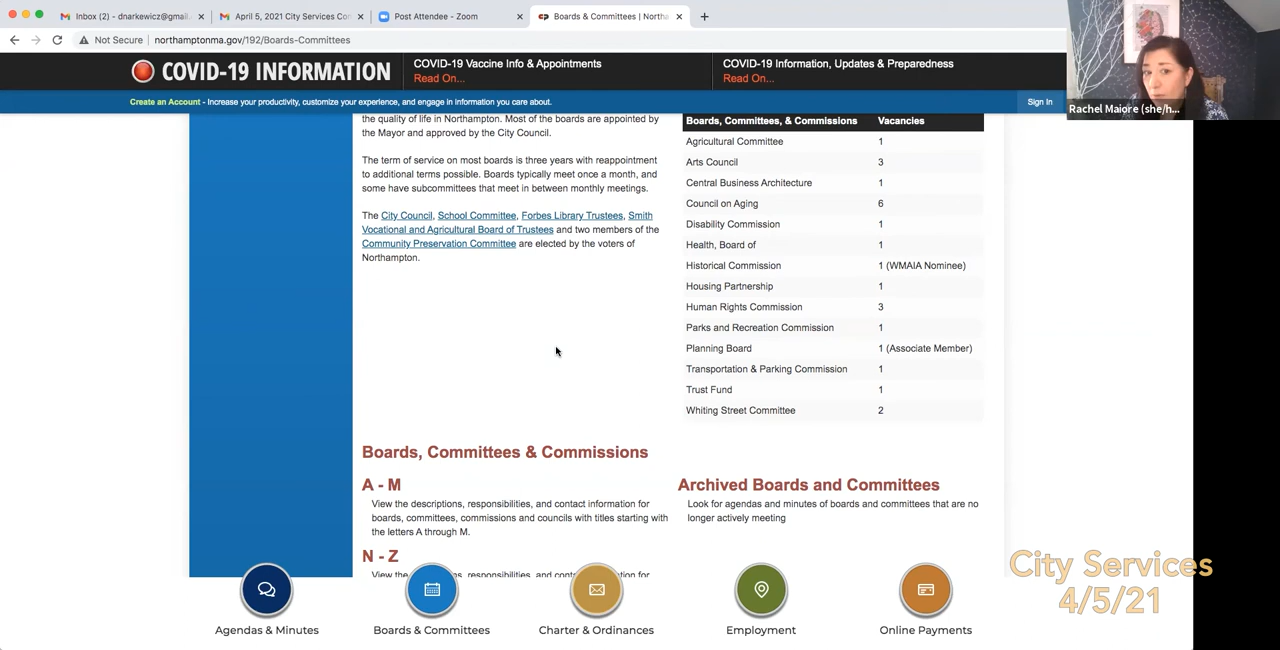 Inbox (2) - dnarkewicz@gmail
April 5, 2021 City Services Con
Post Attendee - Zoom
Boards & Committees | Northa
Not Secure
northamptonma.gov/192/Boards-Committees
Rachel Maiore (she/h...
COVID-19 INFORMATION
COVID-19 Vaccine Info & Appointments
Read On...
COVID-19 Information, Updates & Preparedness
Read On...
Create an Account - Increase your productivity, customize your experience, and engage in information you care about.
Sign In
the quality of life in Northampton. Most of the boards are appointed by
the Mayor and approved by the City Council.
The term of service on most boards is three years with reappointment
to additional terms possible. Boards typically meet once a month, and
some have subcommittees that meet in between monthly meetings.
The City Council, School Committee, Forbes Library Trustees, Smith
Vocational and Agricultural Board of Trustees and two members of the
Community Preservation Committee are elected by the voters of
Northampton.
Boards, Committees, & Commissions Vacancies
Agricultural Committee 1
Arts Council 3
Central Business Architecture 1
Council on Aging 6
Disability Commission 1
Health, Board of 1
Historical Commission 1 (WMAIA Nominee)
Housing Partnership 1
Human Rights Commission 3
Parks and Recreation Commission 1
Planning Board 1 (Associate Member)
Transportation & Parking Commission 1
Trust Fund 1
Whiting Street Committee 2
Boards, Committees & Commissions
A - M
View the descriptions, responsibilities, and contact information for
boards, committees, commissions and councils with titles starting with
the letters A through M.
N - Z
Archived Boards and Committees
Look for agendas and minutes of boards and committees that are no
longer actively meeting
View the
responsibilities, and contact
for
Agendas & Minutes
Boards & Committees
Charter & Ordinances
Employment
Online Payments
City Services
4/5/21